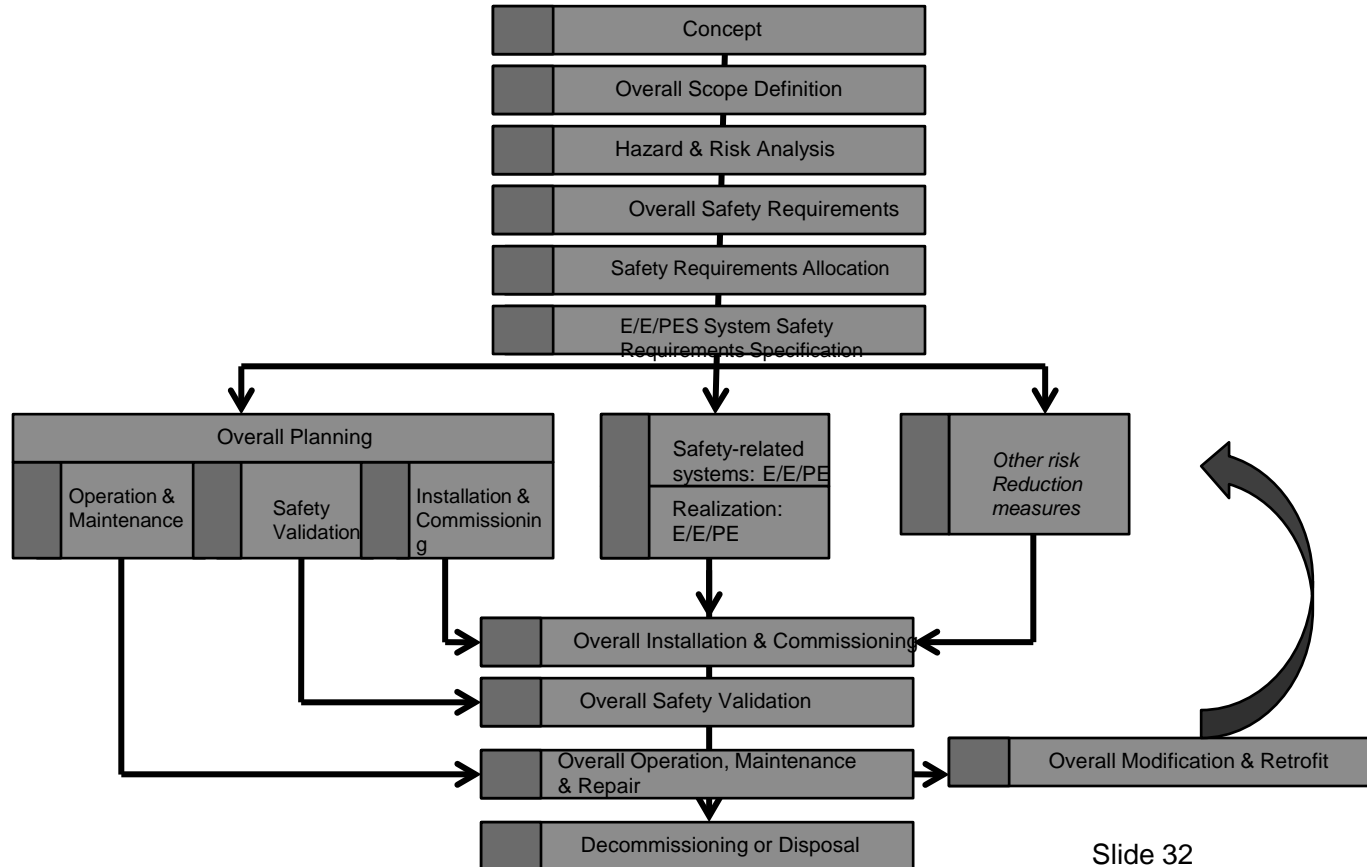 Concept
Overall Scope Definition
Hazard & Risk Analysis
Overall Safety Requirements
Safety Requirements Allocation
E/E/PES System Safety
Requirements Specification
Overall Planning
Operation &
Maintenance
Safety
Validation
Installation &
Commissionin
g
Safety-related
systems: E/E/PE
Realization:
E/E/PE
Other risk
Reduction
measures
Overall Installation & Commissioning
Overall Safety Validation
Overall Operation, Maintenance
& Repair
Overall Modification & Retrofit
Decommissioning or Disposal
Slide 32